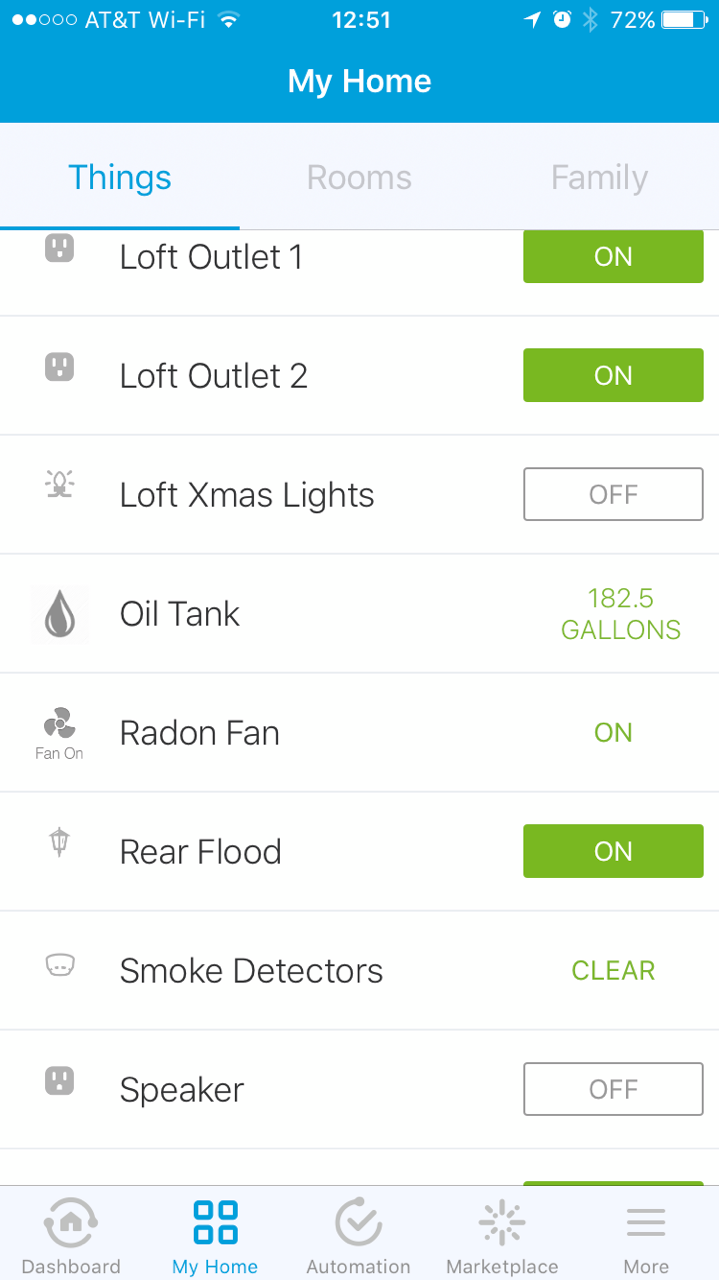 AT&T Wi-Fi 12:51 72%
My Home
Things Rooms Family
Loft Outlet 1 ON
Loft Outlet 2 ON
Loft Xmas Lights OFF
Oil Tank 182.5
GALLONS
Radon Fan ON
Fan On
Rear Flood ON
Smoke Detectors CLEAR
Speaker OFF
Dashboard My Home Automation Marketplace More